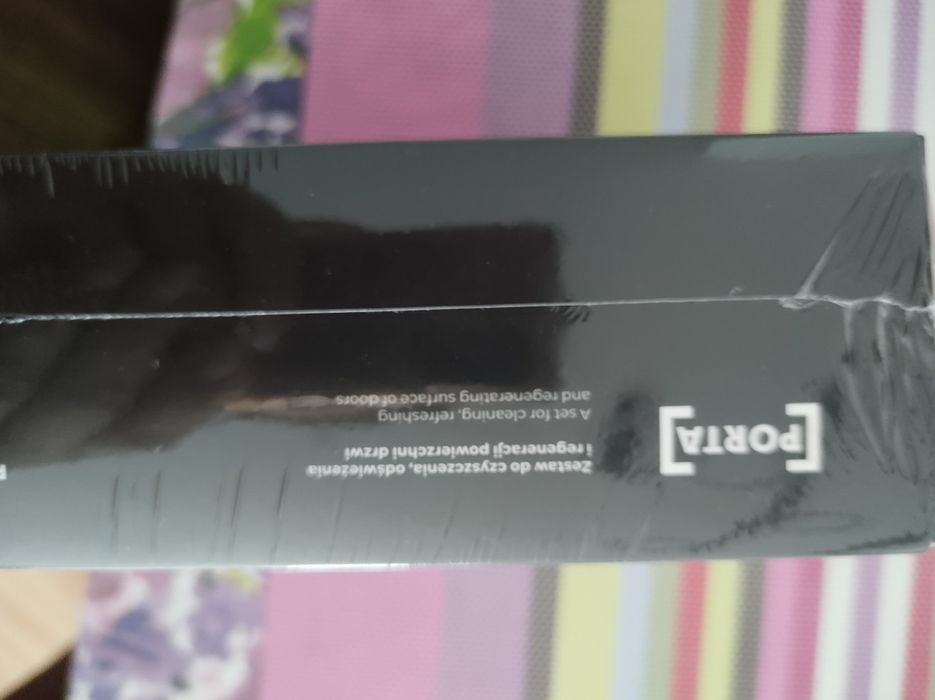 [PORTA]
Zestaw do czyszczenia, odświeżenia
i regeneracji powierzchni drzwi
A set for cleaning, refreshing
and regenerating surface of doors